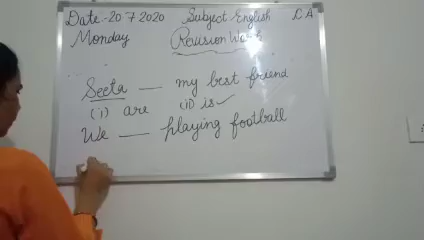 Date:-20 7 2020 Subject English C.A
Monday Revision Work
Seeta — my best friend
(i) are (ii) is ✓
We — playing football